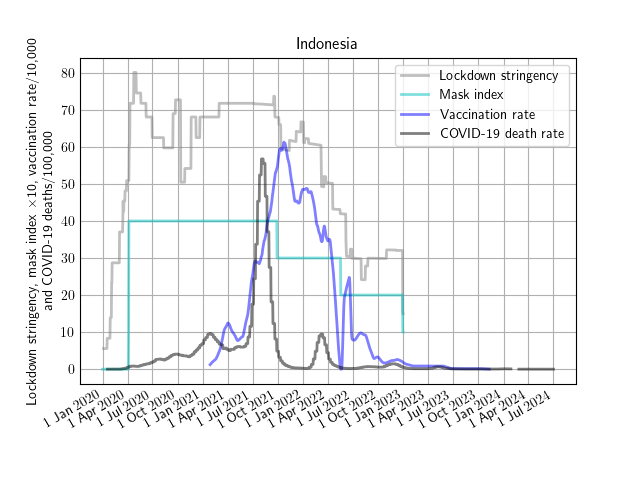 Indonesia
Lockdown stringency, mask index ×10, vaccination rate/10,000
and COVID-19 deaths/100,000
80
70
60
50
40
30
20
10
0
Lockdown stringency
Mask index
Vaccination rate
COVID-19 death rate
1 Jan 2020
1 Apr 2020
1 Jul 2020
1 Oct 2020
1 Jan 2021
1 Apr 2021
1 Jul 2021
1 Oct 2021
1 Jan 2022
1 Apr 2022
1 Jul 2022
1 Oct 2022
1 Jan 2023
1 Apr 2023
1 Jul 2023
1 Oct 2023
1 Jan 2024
1 Apr 2024
1 Jul 2024